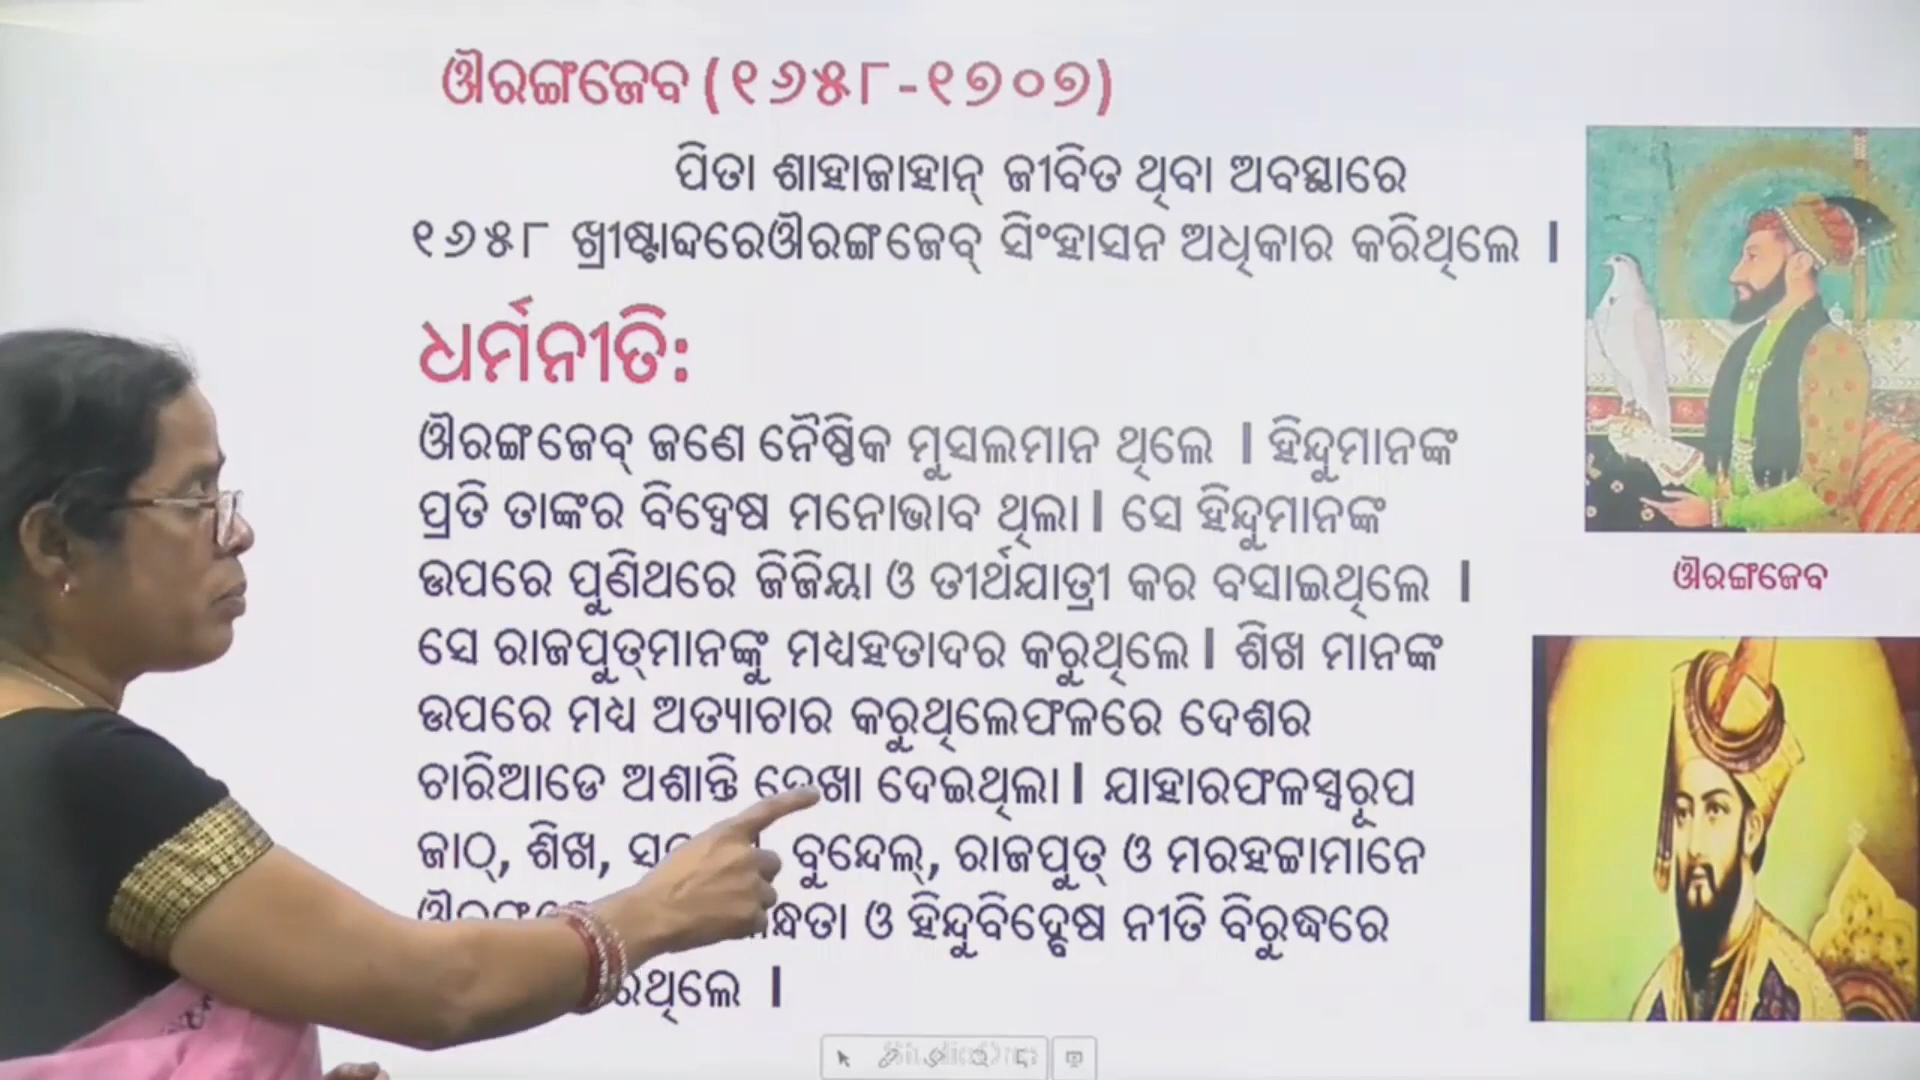 ଔରଙ୍ଗଜେବ (୧୬୫୮-୧୭୦୭)
ପିତା ଶାହାଜାହାନ୍ ଜୀବିତ ଥିବା ଅବସ୍ଥାରେ
୧୬୫୮ ଖ୍ରୀଷ୍ଟାବ୍ଦରେଔରଙ୍ଗଜେବ୍ ସିଂହାସନ ଅଧିକାର କରିଥିଲେ ।
ଧର୍ମନୀତି:
ଔରଙ୍ଗଜେବ୍ ଜଣେ ନୈଷ୍ଠିକ ମୁସଲମାନ ଥିଲେ । ହିନ୍ଦୁମାନଙ୍କ
ପ୍ରତି ତାଙ୍କର ବିଦ୍ଵେଷ ମନୋଭାବ ଥିଲା। ସେ ହିନ୍ଦୁମାନଙ୍କ
ଉପରେ ପୁଣିଥରେ ଜିଜିୟା ଓ ତୀର୍ଥଯାତ୍ରୀ କର ବସାଇଥିଲେ ।
ସେ ରାଜପୁତ୍‌ମାନଙ୍କୁ ମଧ୍ୟହତାଦର କରୁଥିଲେ। ଶିଖ ମାନଙ୍କ
ଉପରେ ମଧ୍ୟ ଅତ୍ୟାଚାର କରୁଥିଲେଫଳରେ ଦେଶର
ଚାରିଆଡେ ଅଶାନ୍ତି ଦେଖା ଦେଇଥିଲା। ଯାହାରଫଳସ୍ଵରୂପ
ଜାଠ୍, ଶିଖ, ବୁନ୍ଦେଲ୍, ରାଜପୁତ୍ ଓ ମରହଟ୍ଟାମାନେ
ଓ ହିନ୍ଦୁବିଦ୍ବେଷ ନୀତି ବିରୁଦ୍ଧରେ
।
ଔରଙ୍ଗଜେବ